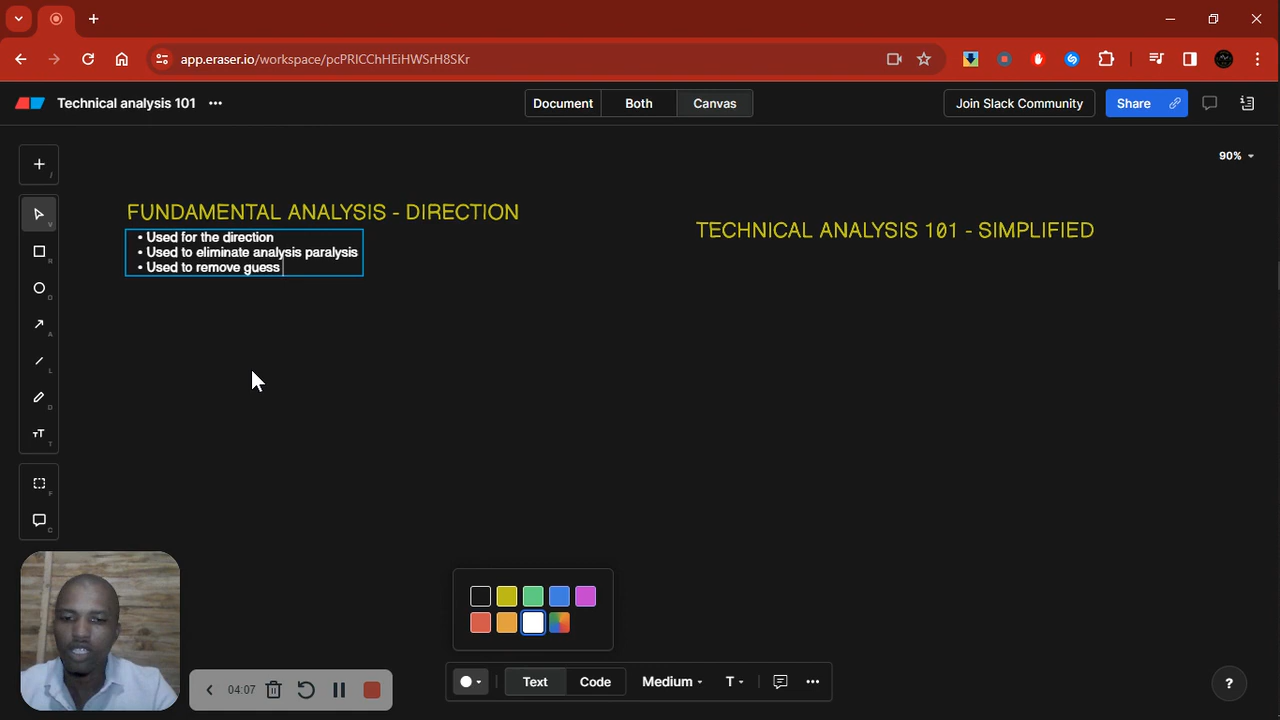 app.eraser.io/workspace/pcPRICChHEiHWSrH8SKr
Technical analysis 101
Document
Both
Canvas
Join Slack Community
Share
90%
FUNDAMENTAL ANALYSIS - DIRECTION
• Used for the direction
• Used to eliminate analysis paralysis
• Used to remove guess
TECHNICAL ANALYSIS 101 - SIMPLIFIED
/
V
R
O
A
L
D
T
F
C
04:07
Text
Code
Medium
T
?